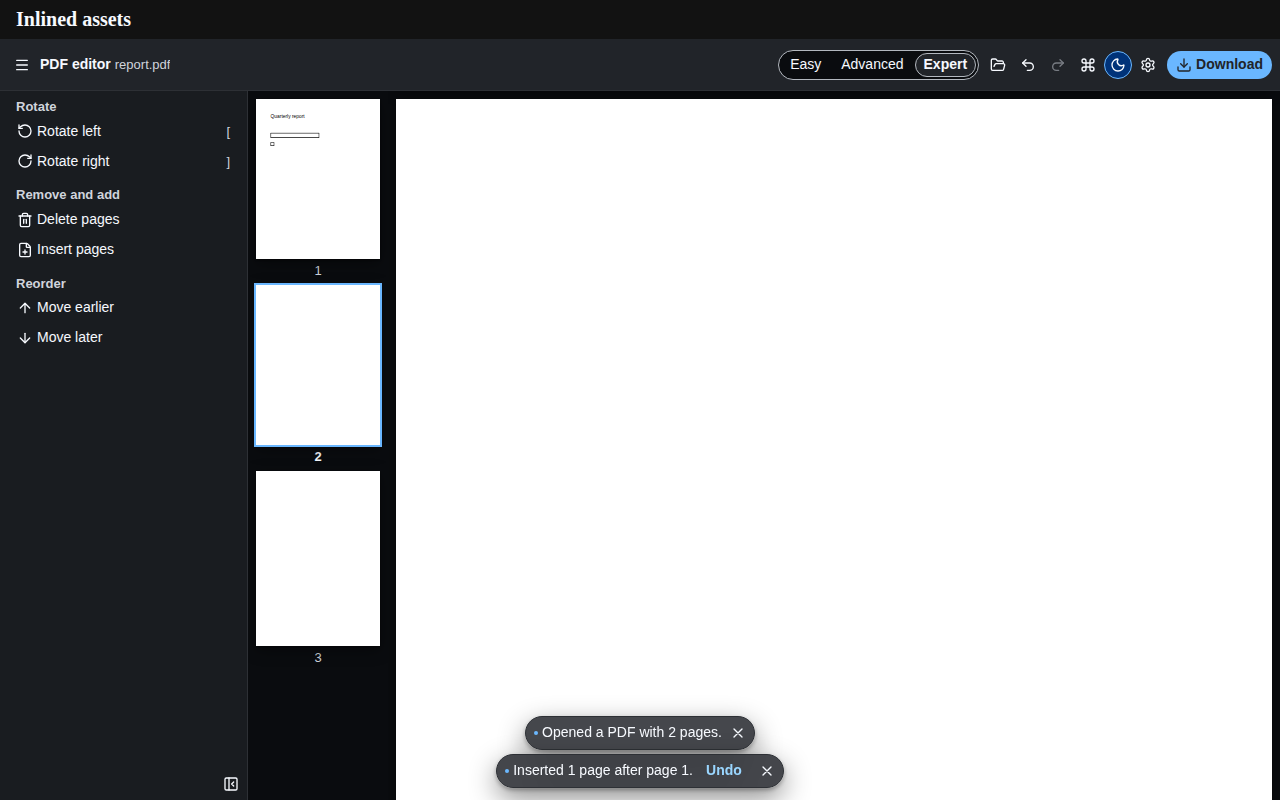 Inlined assets
PDF editor report.pdf
Easy Advanced Expert
Download
Rotate
Rotate left [
Rotate right ]
Remove and add
Delete pages
Insert pages
Reorder
Move earlier
Move later
Quarterly report
1
2
3
Opened a PDF with 2 pages.
Inserted 1 page after page 1. Undo